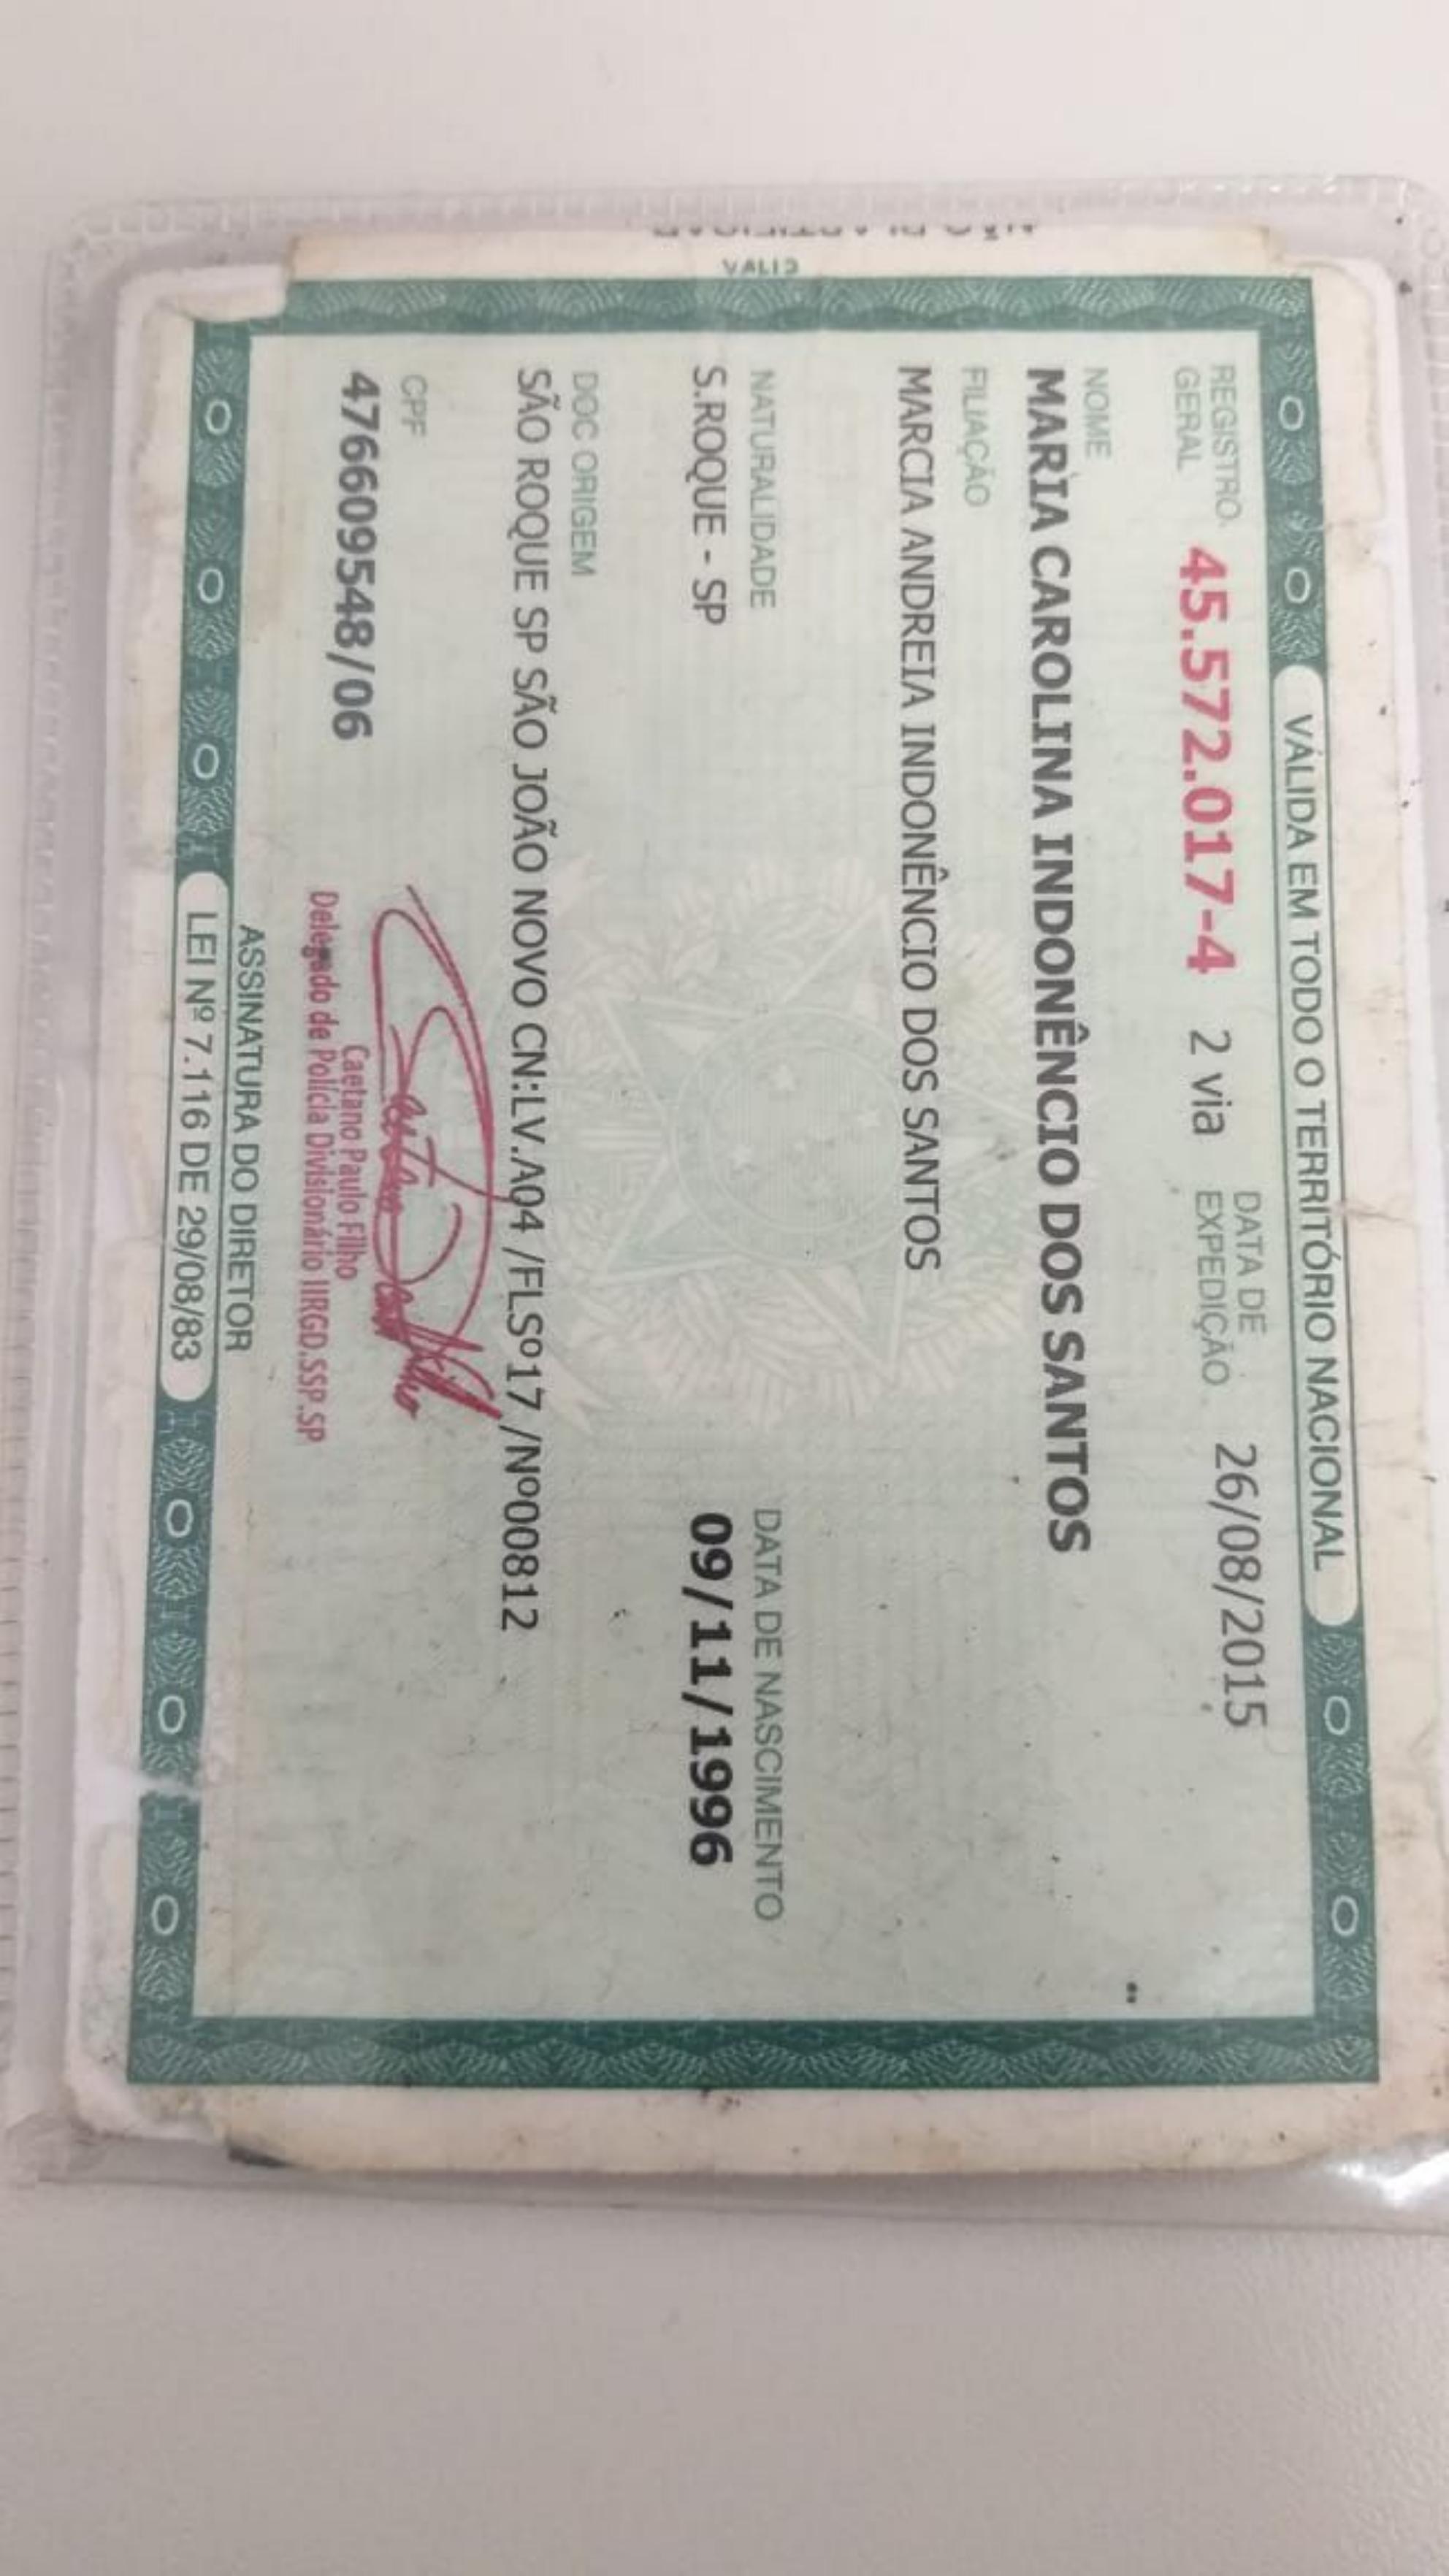 VÁLIDA EM TODO O TERRITÓRIO NACIONAL
REGISTRO GERAL 45.572.017-4 2 via DATA DE EXPEDIÇÃO 26/08/2015
NOME
MARIA CAROLINA INDONÊNCIO DOS SANTOS
FILIAÇÃO
MARCIA ANDREIA INDONÊNCIO DOS SANTOS
NATURALIDADE DATA DE NASCIMENTO
S.ROQUE - SP 09/11/1996
DOC ORIGEM
SÃO ROQUE SP SÃO JOÃO NOVO CN:LV.A04 /FLSº17 /Nº00812
CPF
476609548/06
Caetano Paulo Filho
Delegado de Polícia Divisionário IIRGD.SSP.SP
ASSINATURA DO DIRETOR
LEI Nº 7.116 DE 29/08/83